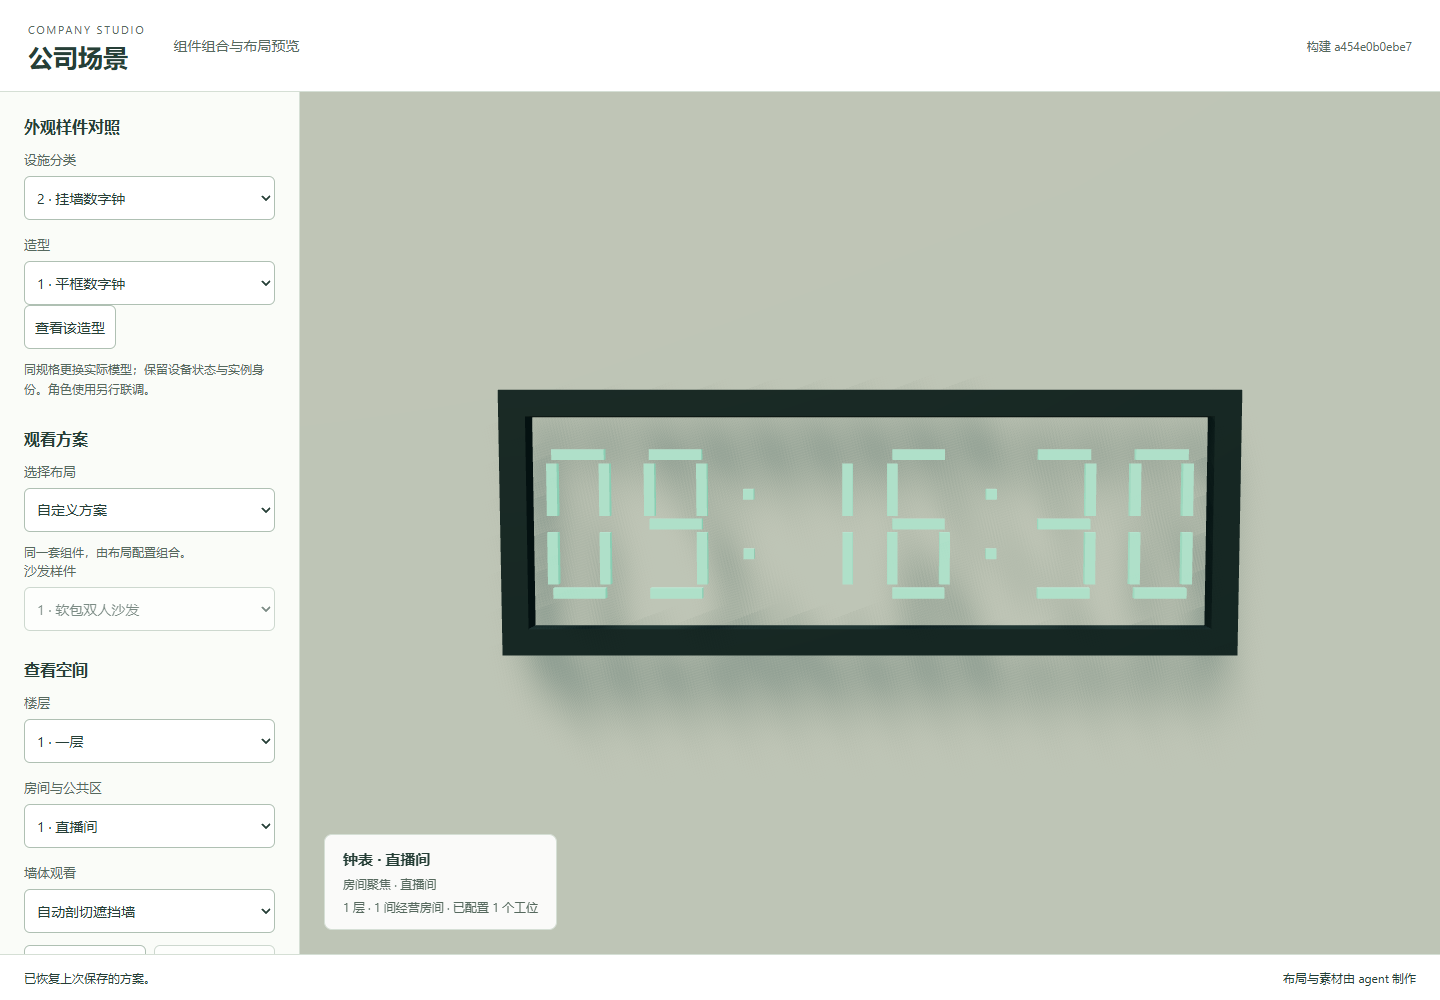 COMPANY STUDIO
公司场景
组件组合与布局预览
构建 a454e0b0ebe7
外观样件对照
设施分类
2 · 挂墙数字钟
造型
1 · 平框数字钟
查看该造型
同规格更换实际模型；保留设备状态与实例身
份。角色使用另行联调。
观看方案
选择布局
自定义方案
同一套组件，由布局配置组合。
沙发样件
1 · 软包双人沙发
查看空间
楼层
1 · 一层
房间与公共区
1 · 直播间
墙体观看
自动剖切遮挡墙
09:16:30
钟表 · 直播间
房间聚焦 · 直播间
1 层 · 1 间经营房间 · 已配置 1 个工位
已恢复上次保存的方案。
布局与素材由 agent 制作